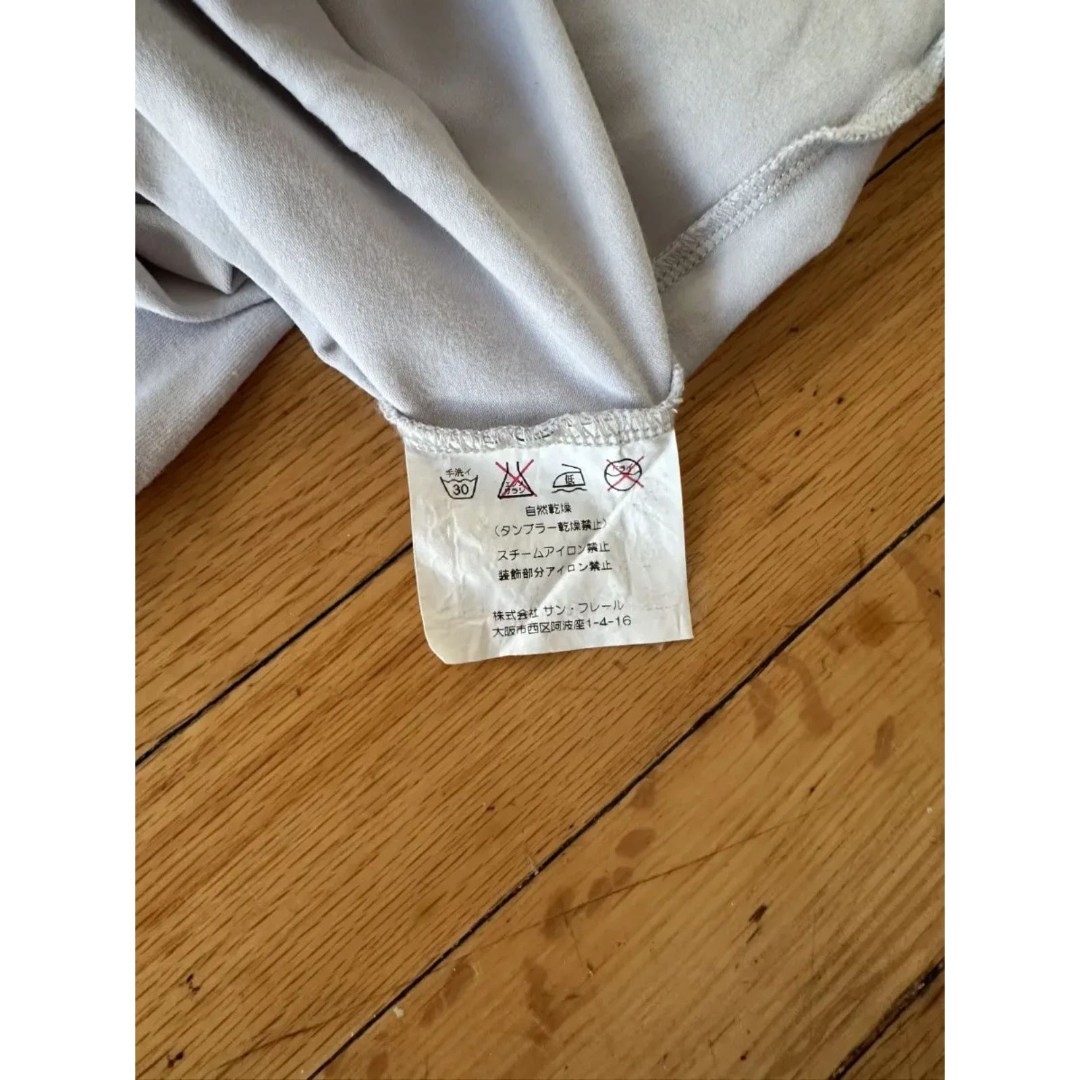 手洗イ 30 エンソサラシ 低 ドライ
自然乾燥
(タンブラー乾燥禁止)
スチームアイロン禁止
装飾部分アイロン禁止
株式会社 サン・フレール
大阪市西区阿波座1-4-16